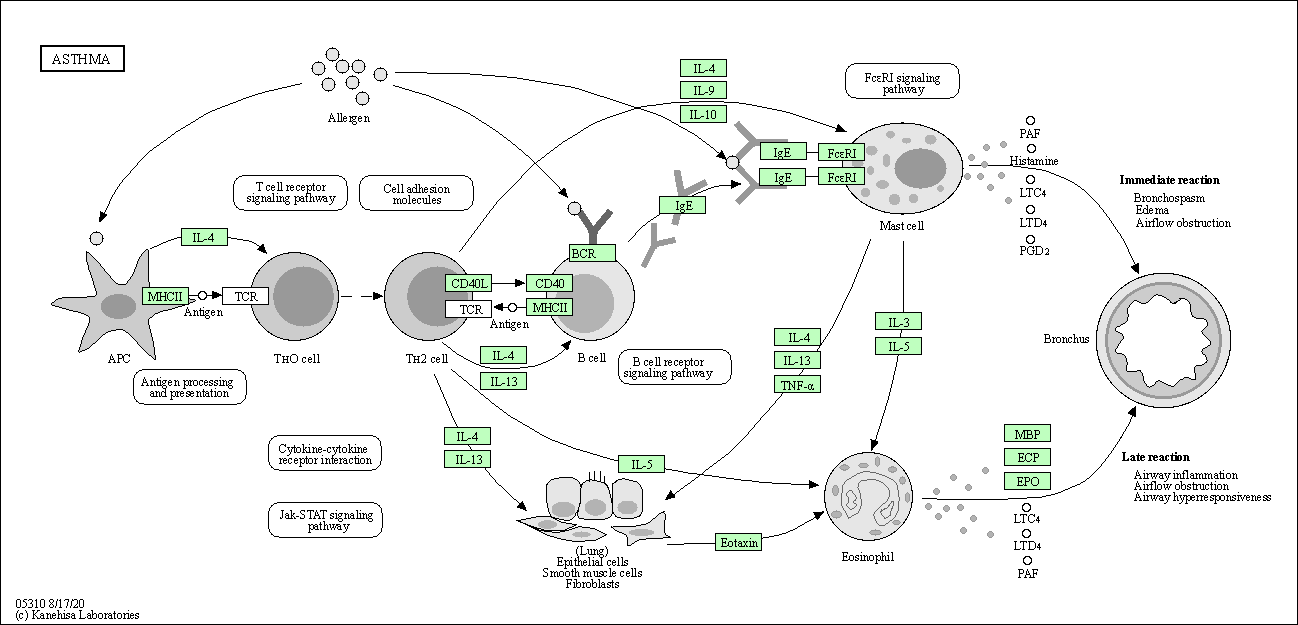 ASTHMA
Allergen
IL-4
IL-9
IL-10
FcεRI signaling
pathway
T cell receptor
signaling pathway
Cell adhesion
molecules
IgE
FcεRI
IgE
FcεRI
IgE
Mast cell
PAF
Histamine
LTC4
LTD4
PGD2
Immediate reaction
Bronchospasm
Edema
Airflow obstruction
IL-4
MHCII
Antigen
TCR
APC
TH0 cell
CD40L
CD40
TCR
MHCII
Antigen
BCR
TH2 cell
B cell
IL-4
IL-13
B cell receptor
signaling pathway
Antigen processing
and presentation
IL-4
IL-13
TNF-α
IL-3
IL-5
Bronchus
Cytokine-cytokine
receptor interaction
Jak-STAT signaling
pathway
IL-4
IL-13
IL-5
Eotaxin
(Lung)
Epithelial cells
Smooth muscle cells
Fibroblasts
Eosinophil
MBP
ECP
EPO
LTC4
LTD4
PAF
Late reaction
Airway inflammation
Airflow obstruction
Airway hyperresponsiveness
05310 8/17/20
(c) Kanehisa Laboratories